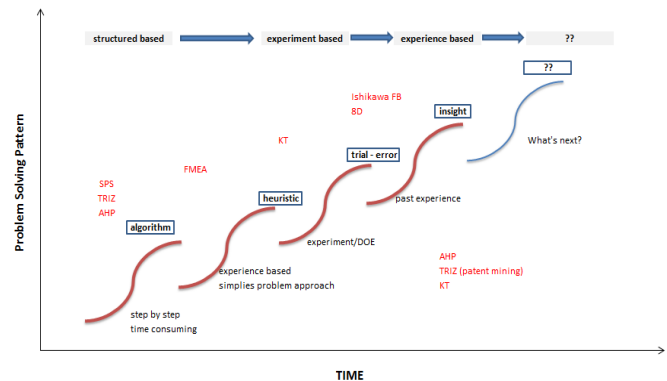 structured based
experiment based
experience based
??
??
Ishikawa FB
8D
insight
KT
What's next?
trial - error
FMEA
SPS
TRIZ
AHP
heuristic
past experience
algorithm
experiment/DOE
AHP
TRIZ (patent mining)
KT
experience based
simplies problem approach
step by step
time consuming
Problem Solving Pattern
TIME